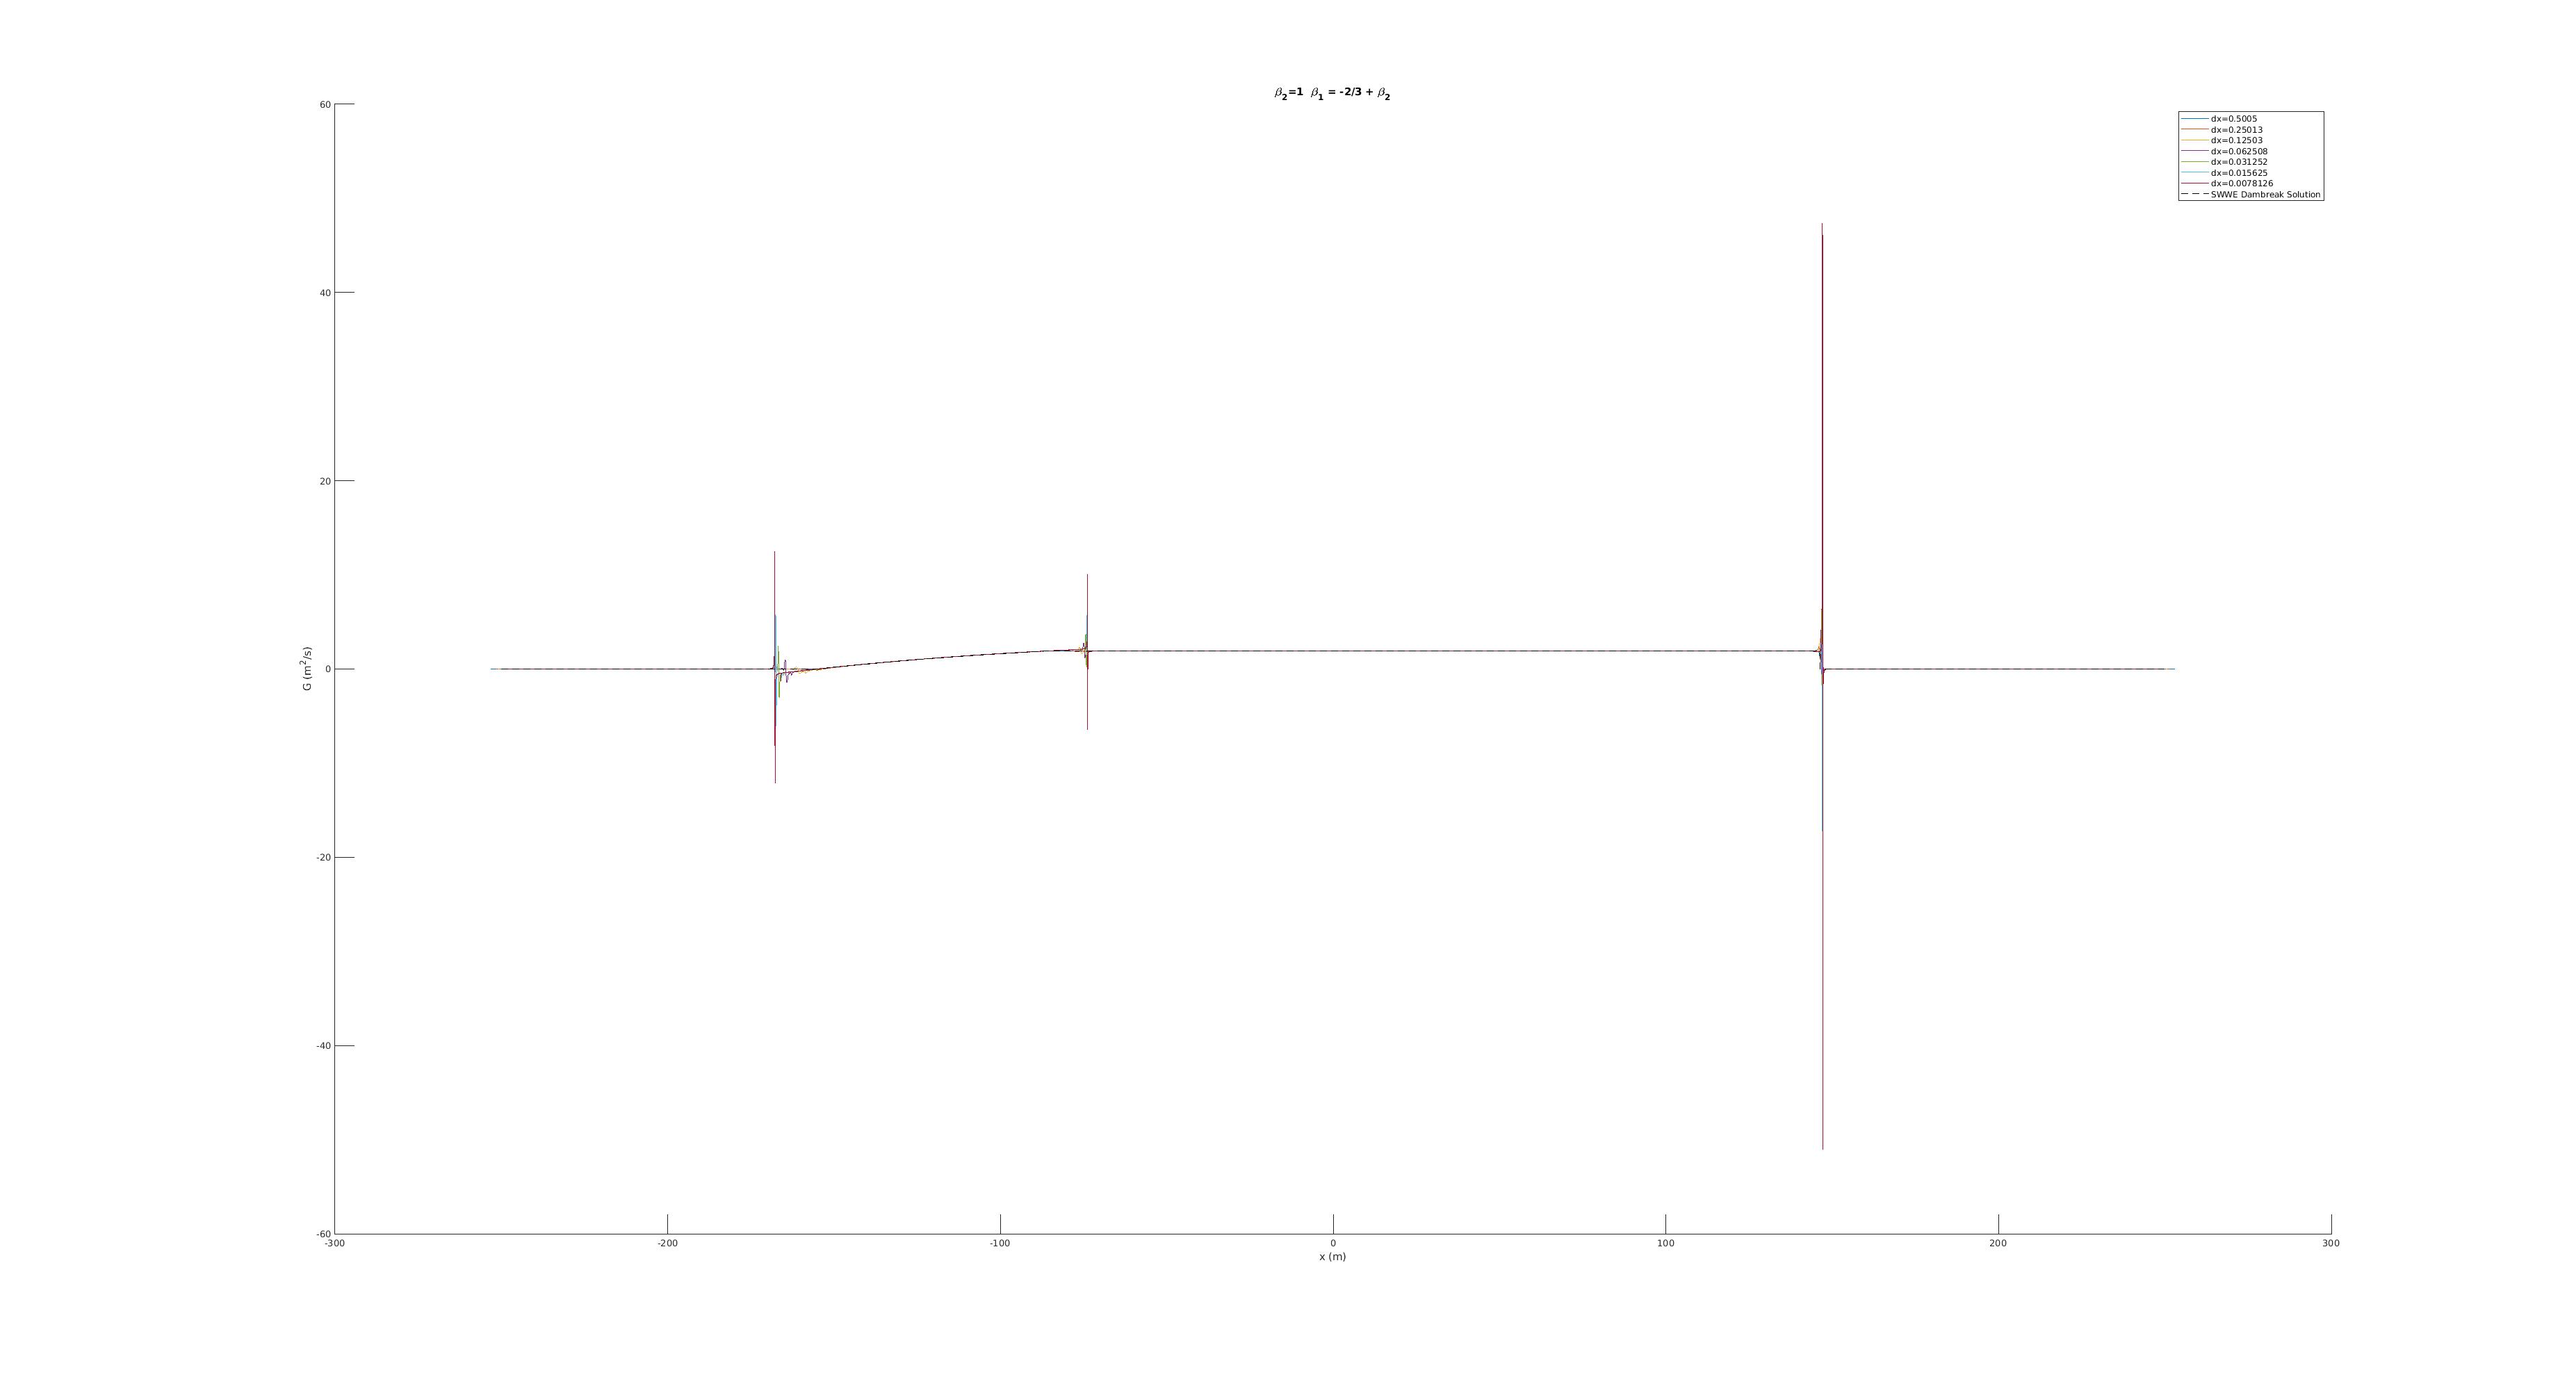 β2=1 β1 = -2/3 + β2
60
40
20
0
-20
-40
-60
G (m2/s)
-300
-200
-100
0
100
200
300
x (m)
dx=0.5005
dx=0.25013
dx=0.12503
dx=0.062508
dx=0.031252
dx=0.015625
dx=0.0078126
SWWE Dambreak Solution